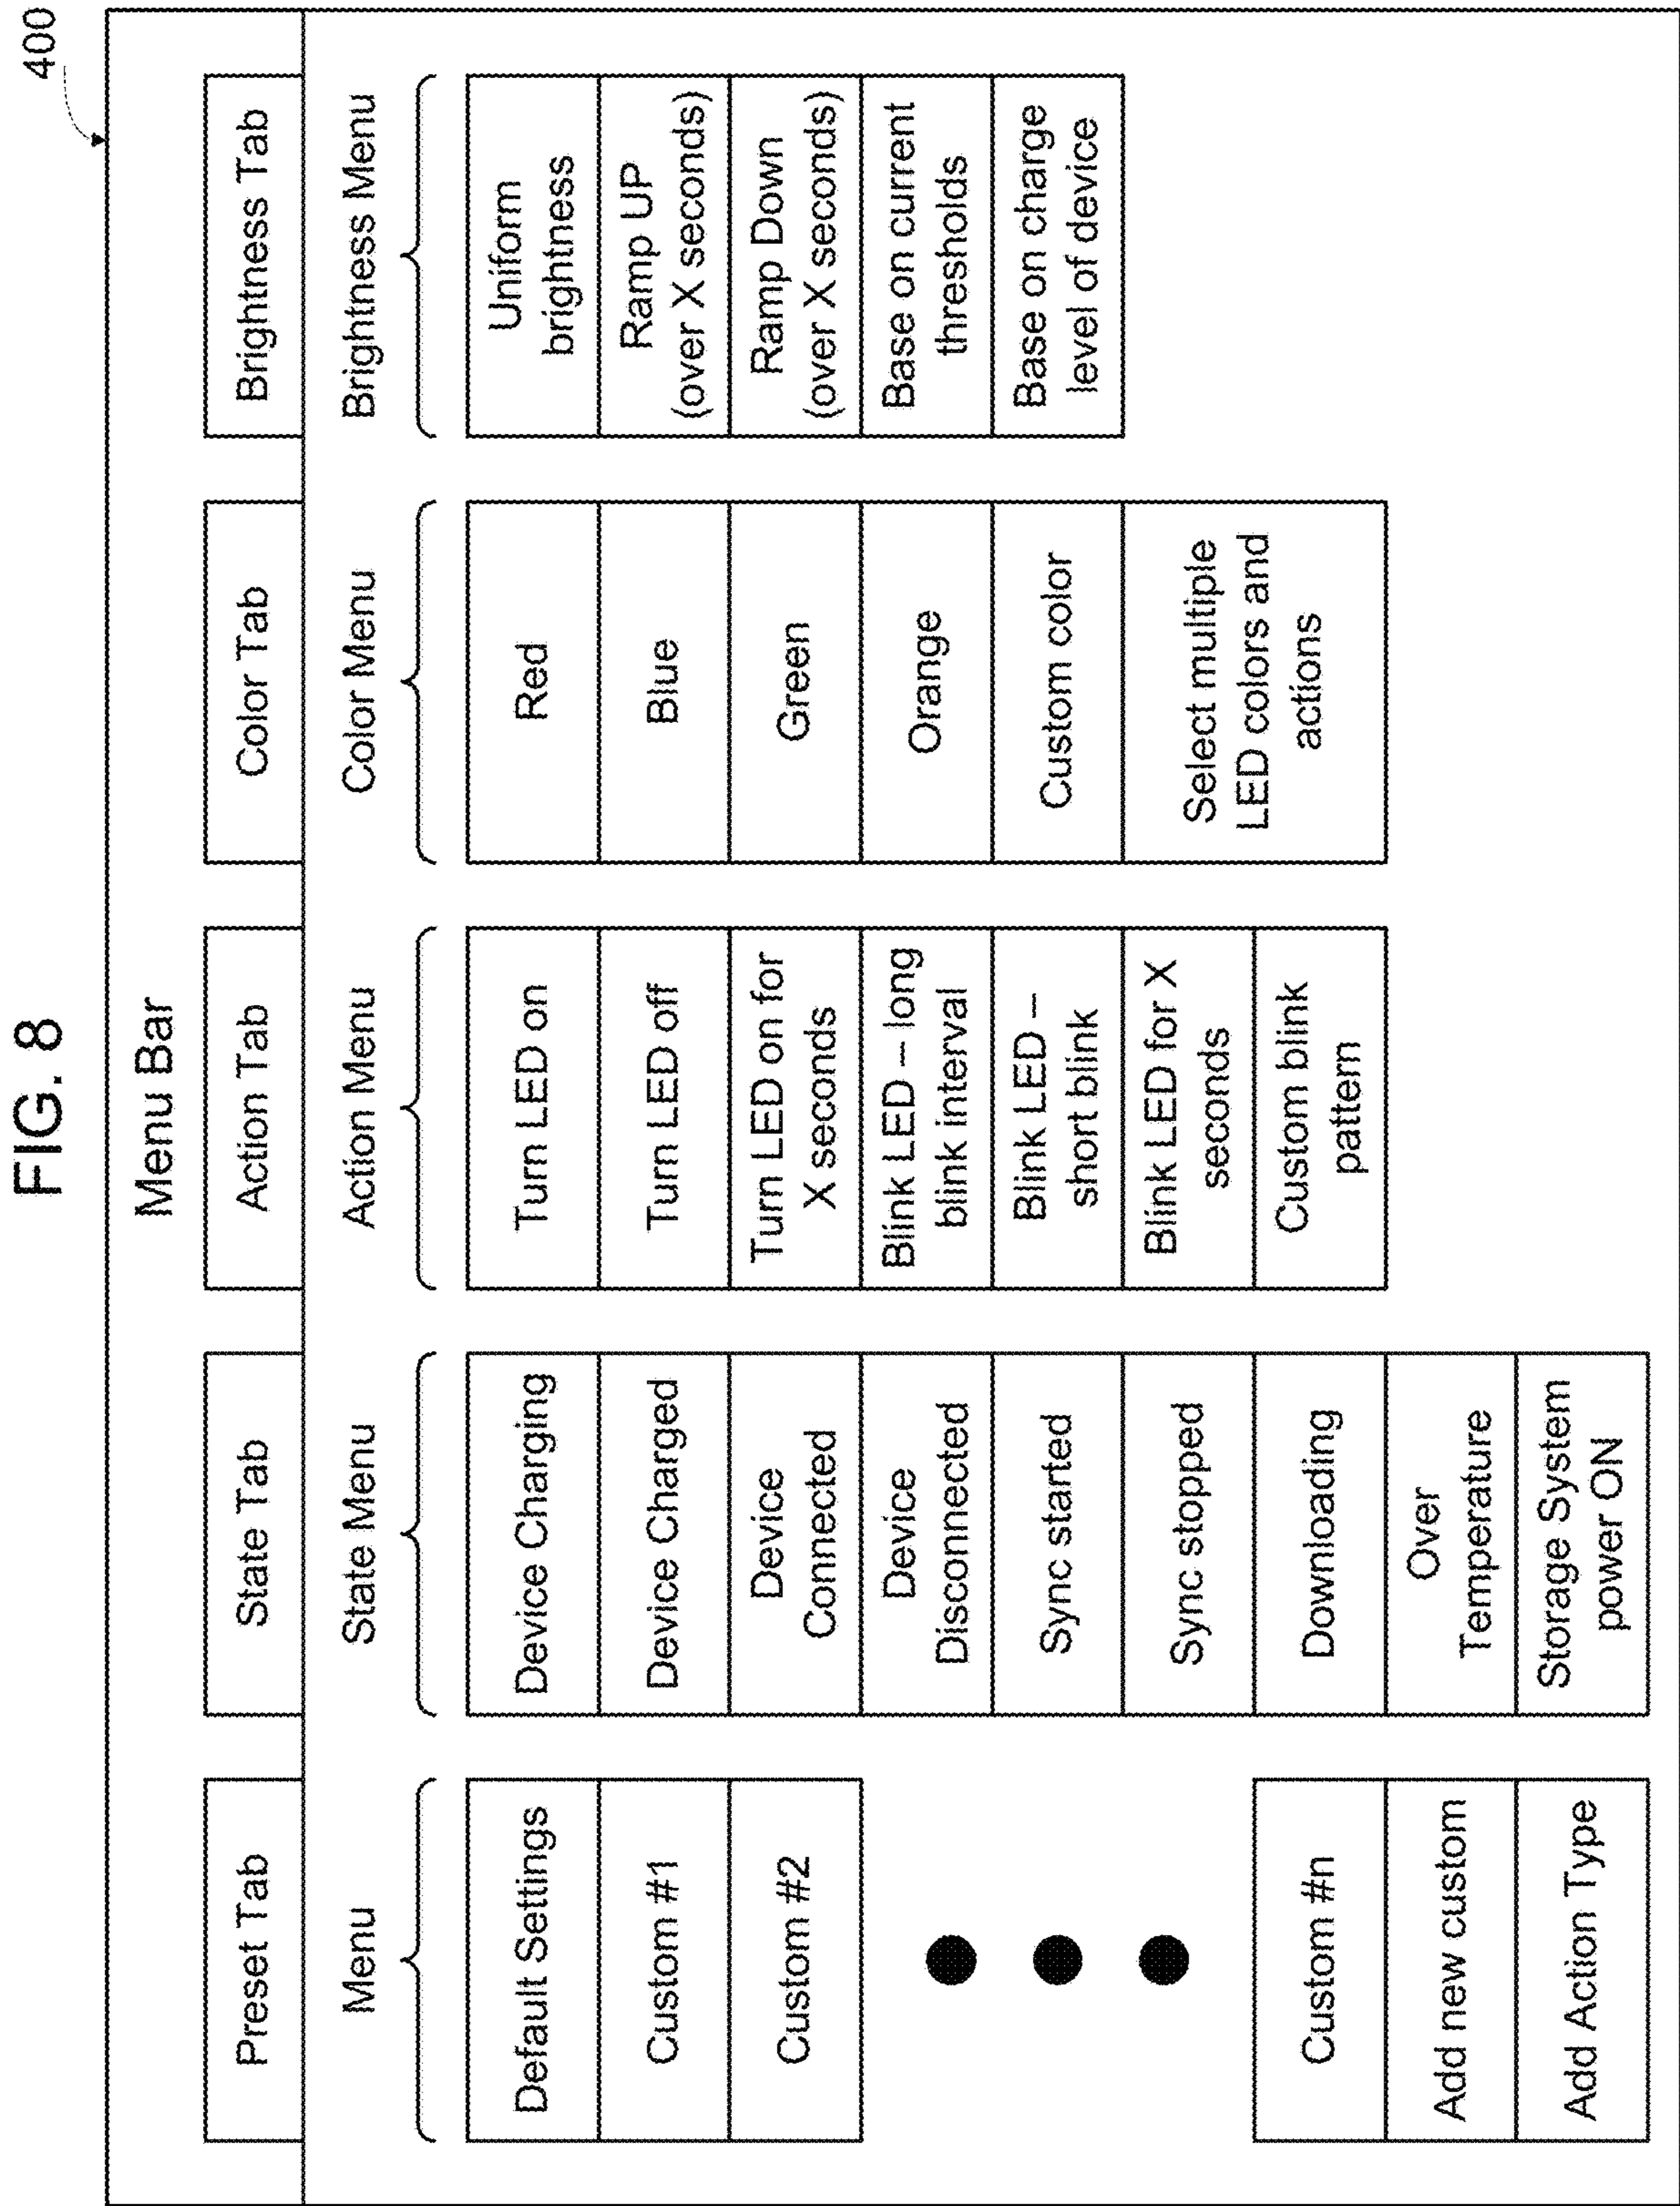 FIG. 8
400
Menu Bar
Preset Tab
State Tab
Action Tab
Color Tab
Brightness Tab
Menu
State Menu
Action Menu
Color Menu
Brightness Menu
Default Settings
Custom #1
Custom #2
Custom #n
Add new custom
Add Action Type
Device Charging
Device Charged
Device
Connected
Device
Disconnected
Sync started
Sync stopped
Downloading
Over
Temperature
Storage System
power ON
Turn LED on
Turn LED off
Turn LED on for
X seconds
Blink LED – long
blink interval
Blink LED –
short blink
Blink LED for X
seconds
Custom blink
pattern
Red
Blue
Green
Orange
Custom color
Select multiple
LED colors and
actions
Uniform
brightness
Ramp UP
(over X seconds)
Ramp Down
(over X seconds)
Base on current
thresholds
Base on charge
level of device